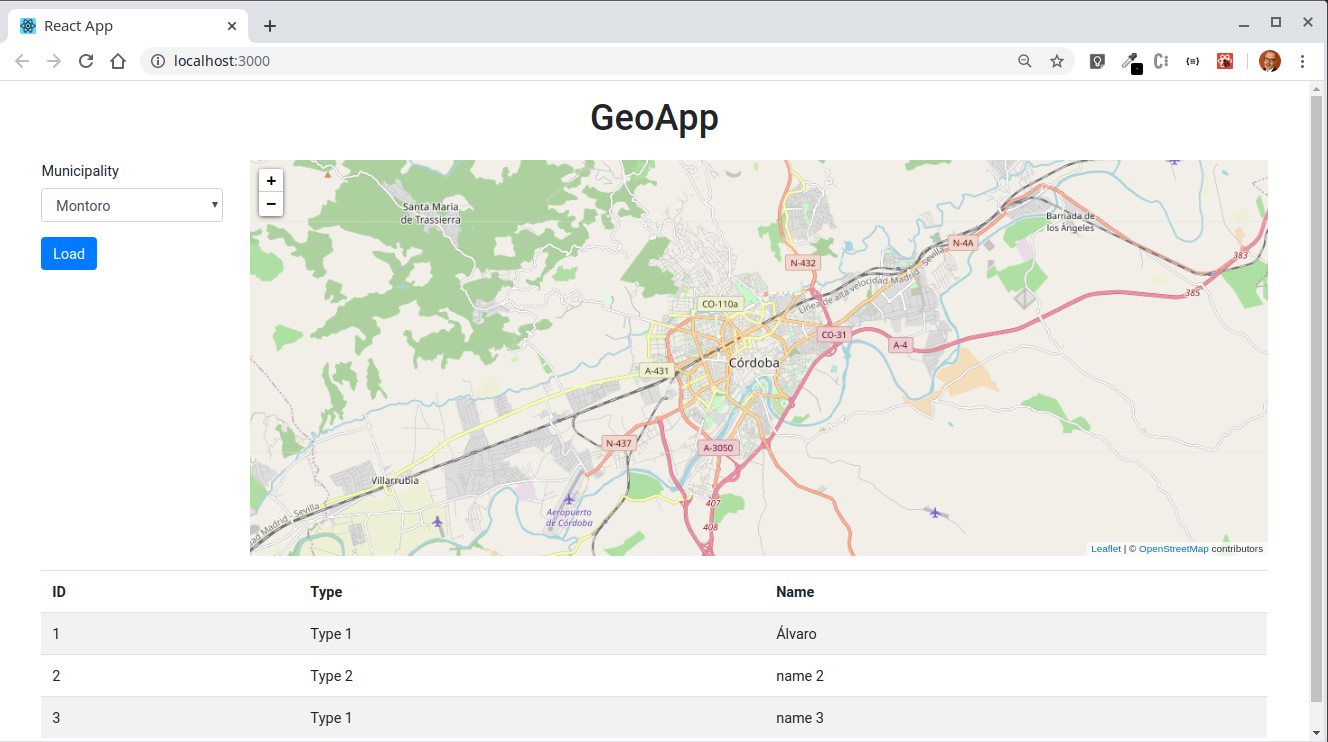 React App
localhost:3000
GeoApp
Municipality
Montoro
Load
+
−
Santa María
de Trassierra
Barriada de
los Ángeles
N-4A
383
N-432
Línea de alta velocidad Madrid - Sevilla
385
CO-110a
CO-31
A-4
Córdoba
A-431
N-437
A-3050
Villarrubia
407
Aeropuerto
de Córdoba
ad Madrid - Sevilla
408
Leaflet | © OpenStreetMap contributors
ID Type Name
1 Type 1 Álvaro
2 Type 2 name 2
3 Type 1 name 3